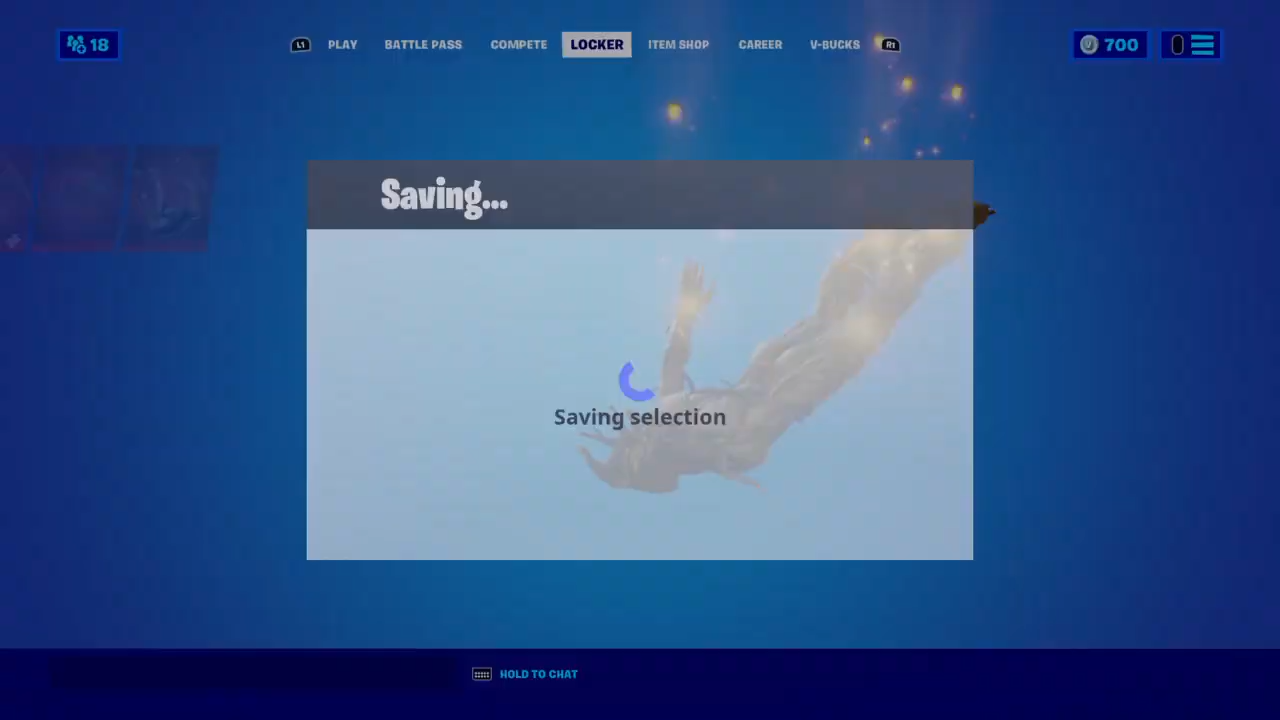 18
L1 PLAY BATTLE PASS COMPETE LOCKER ITEM SHOP CAREER V-BUCKS R1
700
Saving...
Saving selection
HOLD TO CHAT